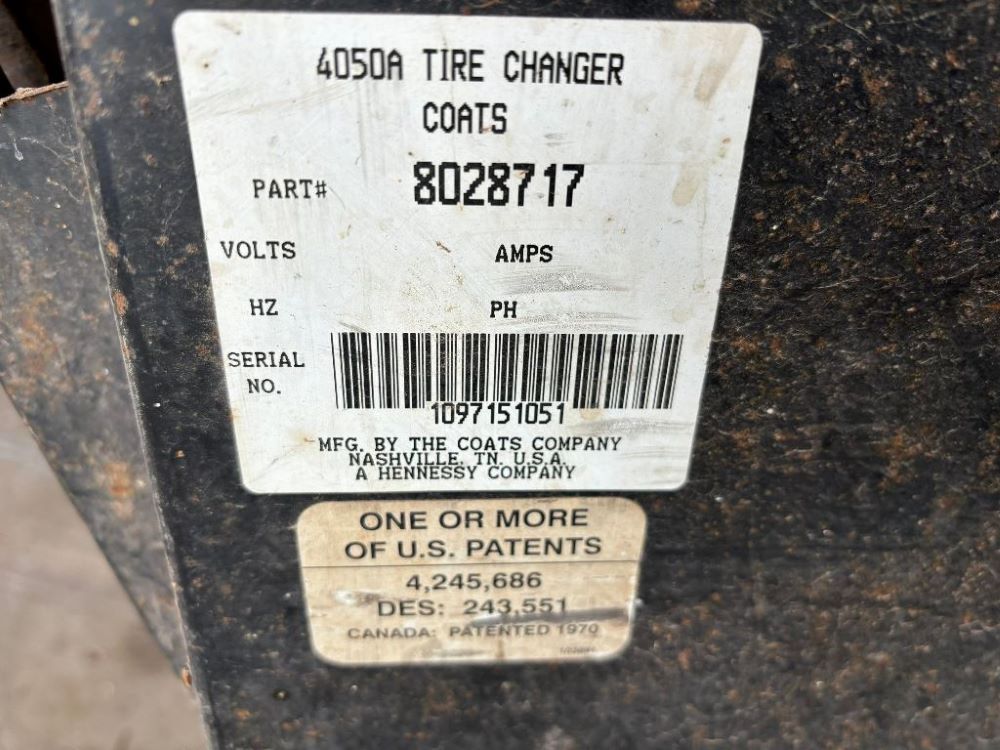 4050A TIRE CHANGER
COATS
PART# 8028717
VOLTS AMPS
HZ PH
SERIAL
NO.
1097151051
MFG. BY THE COATS COMPANY
NASHVILLE, TN. U.S.A.
A HENNESSY COMPANY
ONE OR MORE
OF U.S. PATENTS
4,245,686
DES: 243,551
CANADA: PATENTED 1970